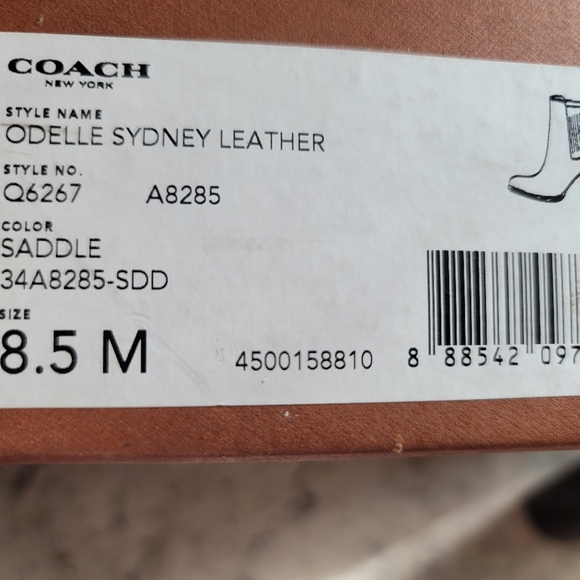 COACH
NEW YORK
STYLE NAME
ODELLE SYDNEY LEATHER
STYLE NO.
Q6267 A8285
COLOR
SADDLE
34A8285-SDD
SIZE
8.5 M
4500158810 8 88542 097